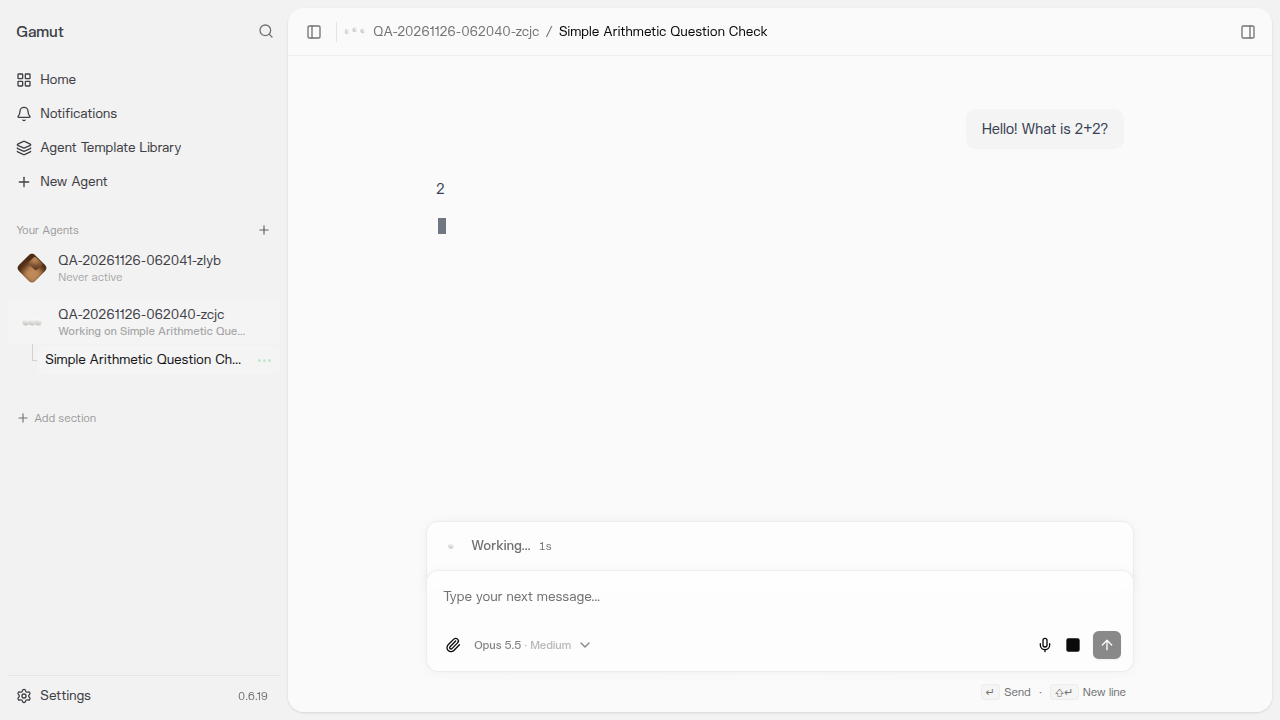 Gamut
Home
Notifications
Agent Template Library
New Agent
Your Agents
QA-20261126-062041-zlyb
Never active
QA-20261126-062040-zcjc
Working on Simple Arithmetic Que...
Simple Arithmetic Question Ch...
Add section
Settings
0.6.19
QA-20261126-062040-zcjc / Simple Arithmetic Question Check
Hello! What is 2+2?
2
Working... 1s
Type your next message...
Opus 5.5 · Medium
Send · New line